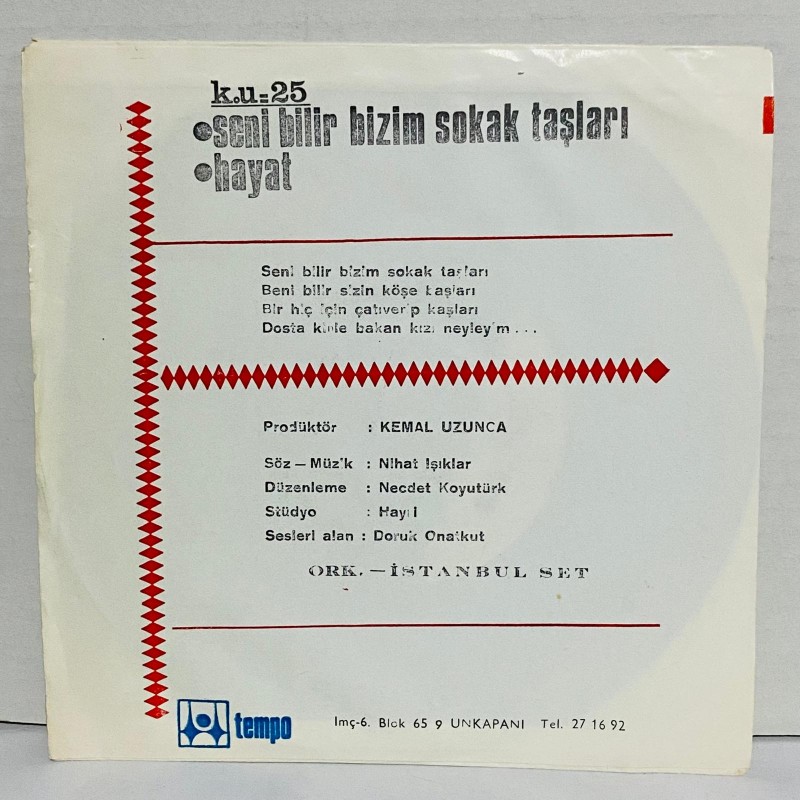 k.u=25
•seni bilir bizim sokak taşları
•hayat
Seni bilir bizim sokak taşları
Beni bilir sizin köşe taşları
Bir hiç için çatıverip kaşları
Dosta kinle bakan kızı neyleyim ...
Prodüktör : KEMAL UZUNCA
Söz – Müzik : Nihat Işıklar
Düzenleme : Necdet Koyutürk
Stüdyo :
Sesleri alan : Doruk Onatkut
ORK. – İSTANBUL SET
tempo
Imç-6. Blok 65 9 UNKAPANI Tel. 27 16 92